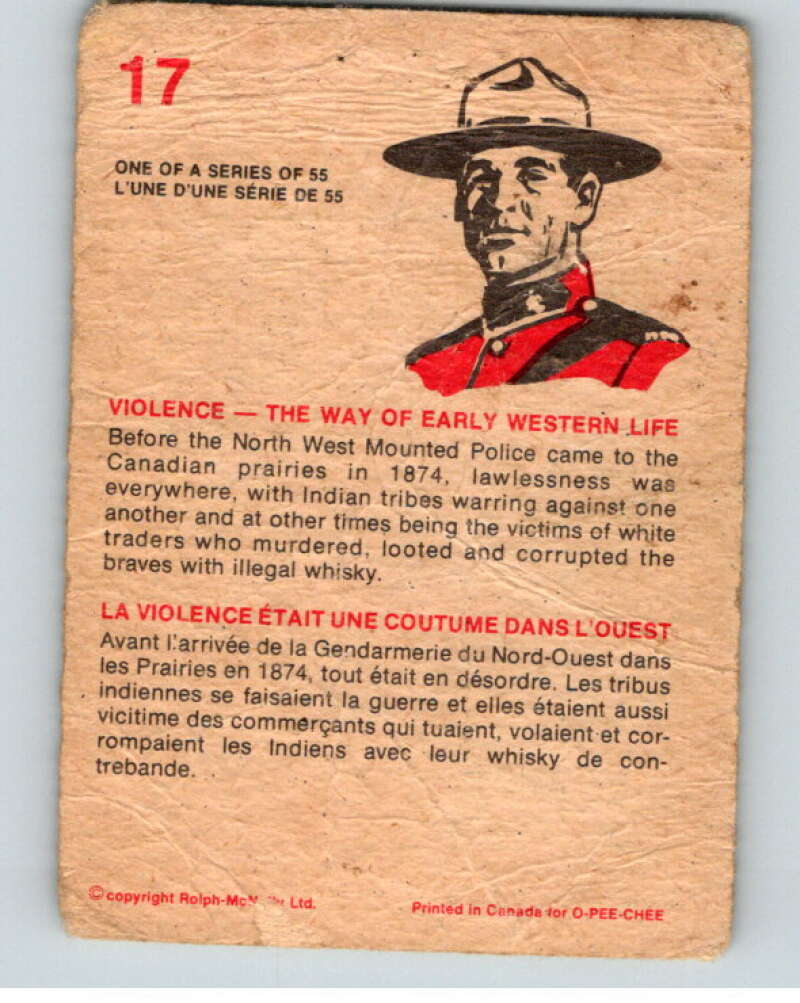 17
ONE OF A SERIES OF 55
L'UNE D'UNE SÉRIE DE 55
VIOLENCE — THE WAY OF EARLY WESTERN LIFE
Before the North West Mounted Police came to the
Canadian prairies in 1874, lawlessness was
everywhere, with Indian tribes warring against one
another and at other times being the victims of white
traders who murdered, looted and corrupted the
braves with illegal whisky.
LA VIOLENCE ÉTAIT UNE COUTUME DANS L'OUEST
Avant l'arrivée de la Gendarmerie du Nord-Ouest dans
les Prairies en 1874, tout était en désordre. Les tribus
indiennes se faisaient la guerre et elles étaient aussi
vicitime des commerçants qui tuaient, volaient et cor-
rompaient les Indiens avec leur whisky de con-
trebande.
© copyright Ltd.
Printed in Canada for O-PEE-CHEE